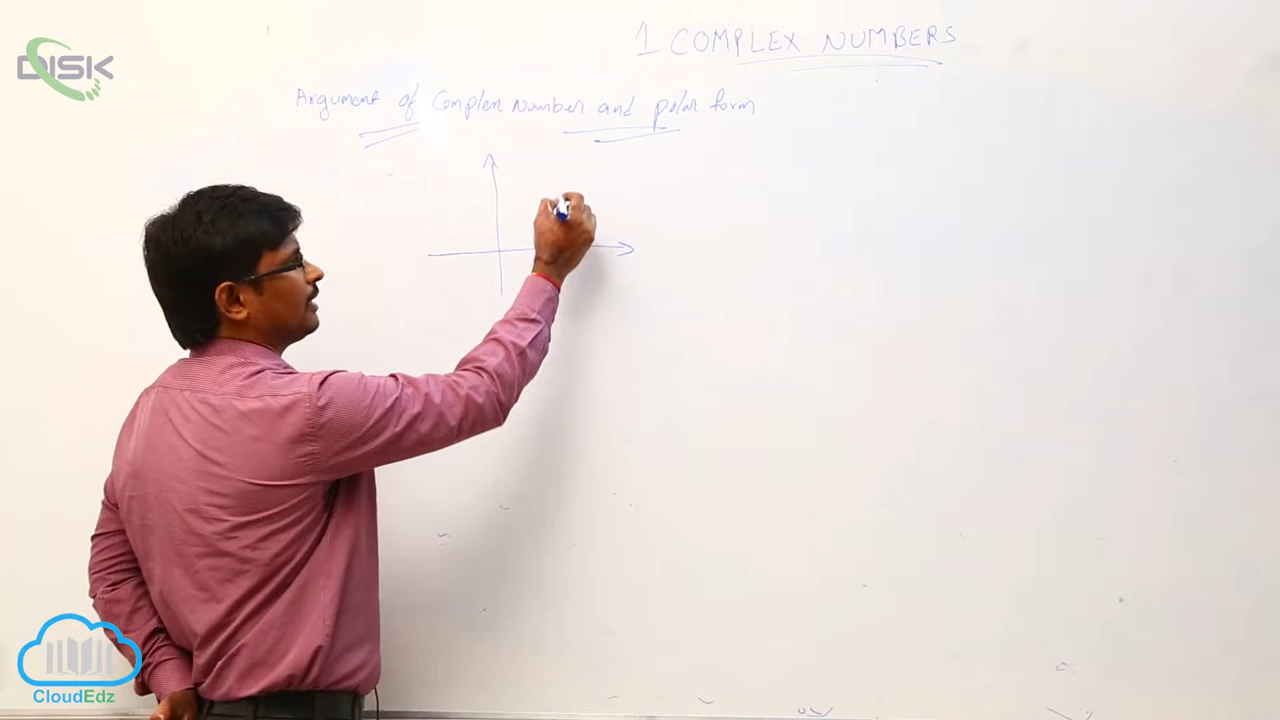 DISK
1 COMPLEX NUMBERS
Argument of Complex Number and polar form
CloudEdz